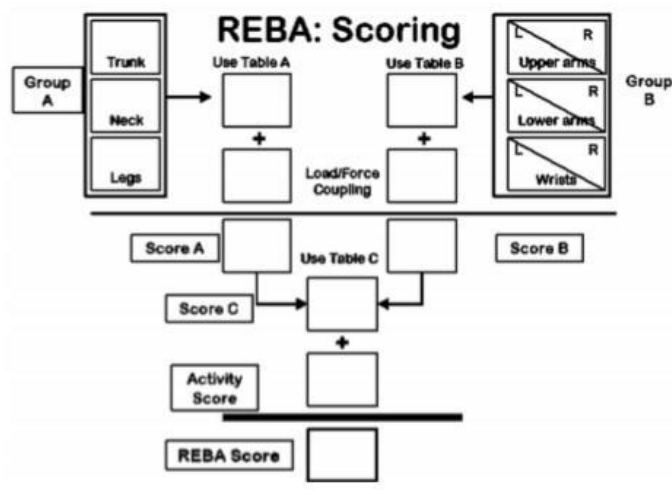 REBA: Scoring
Group
A
Trunk
Neck
Legs
Use Table A
+
Use Table B
+
Load/Force
Coupling
L R
Upper arms
L R
Lower arms
L R
Wrists
Group
B
Score A
Use Table C
Score B
Score C
+
Activity
Score
REBA Score